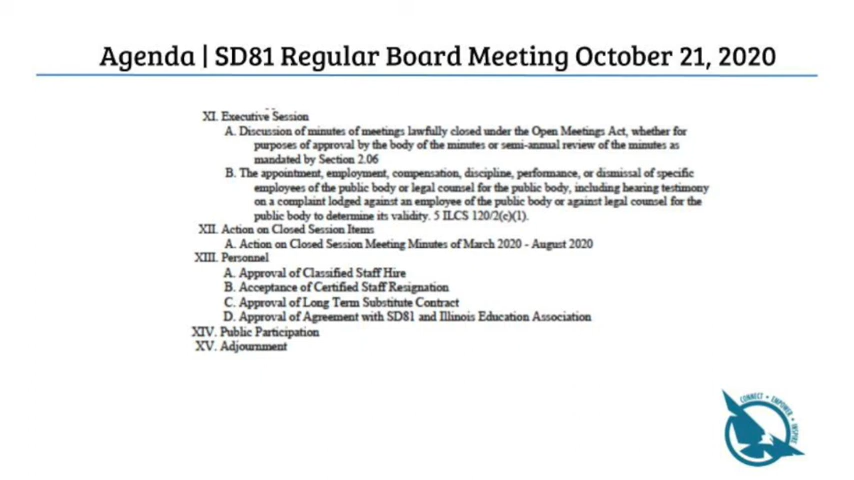 Agenda | SD81 Regular Board Meeting October 21, 2020
XI. Executive Session
A. Discussion of minutes of meetings lawfully closed under the Open Meetings Act, whether for
purposes of approval by the body of the minutes or semi-annual review of the minutes as
mandated by Section 2.06
B. The appointment, employment, compensation, discipline, performance, or dismissal of specific
employees of the public body or legal counsel for the public body, including hearing testimony
on a complaint lodged against an employee of the public body or against legal counsel for the
public body to determine its validity. 5 ILCS 120/2(c)(1).
XII. Action on Closed Session Items
A. Action on Closed Session Meeting Minutes of March 2020 - August 2020
XIII. Personnel
A. Approval of Classified Staff Hire
B. Acceptance of Certified Staff Resignation
C. Approval of Long Term Substitute Contract
D. Approval of Agreement with SD81 and Illinois Education Association
XIV. Public Participation
XV. Adjournment
CONNECT • EMPOWER • INSPIRE